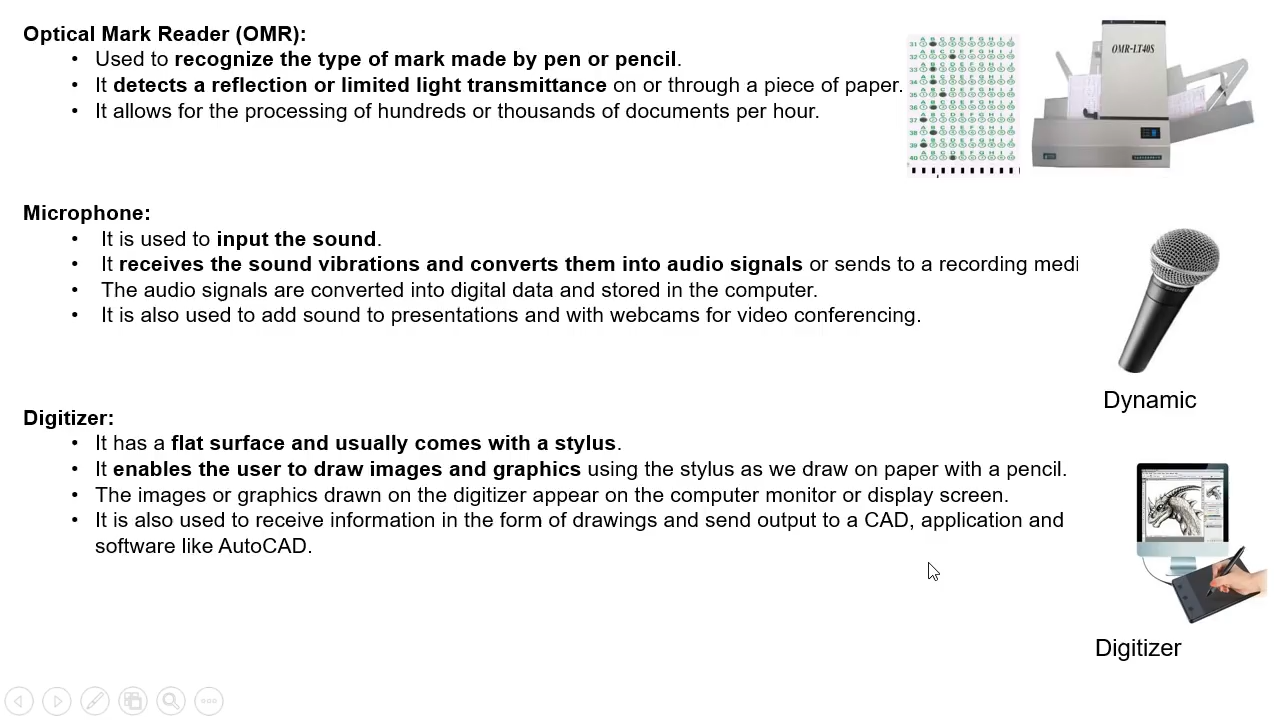 Optical Mark Reader (OMR):
• Used to recognize the type of mark made by pen or pencil.
• It detects a reflection or limited light transmittance on or through a piece of paper.
• It allows for the processing of hundreds or thousands of documents per hour.
OMR-LT40S
Microphone:
• It is used to input the sound.
• It receives the sound vibrations and converts them into audio signals or sends to a recording medi
• The audio signals are converted into digital data and stored in the computer.
• It is also used to add sound to presentations and with webcams for video conferencing.
Dynamic
Digitizer:
• It has a flat surface and usually comes with a stylus.
• It enables the user to draw images and graphics using the stylus as we draw on paper with a pencil.
• The images or graphics drawn on the digitizer appear on the computer monitor or display screen.
• It is also used to receive information in the form of drawings and send output to a CAD, application and
software like AutoCAD.
Digitizer